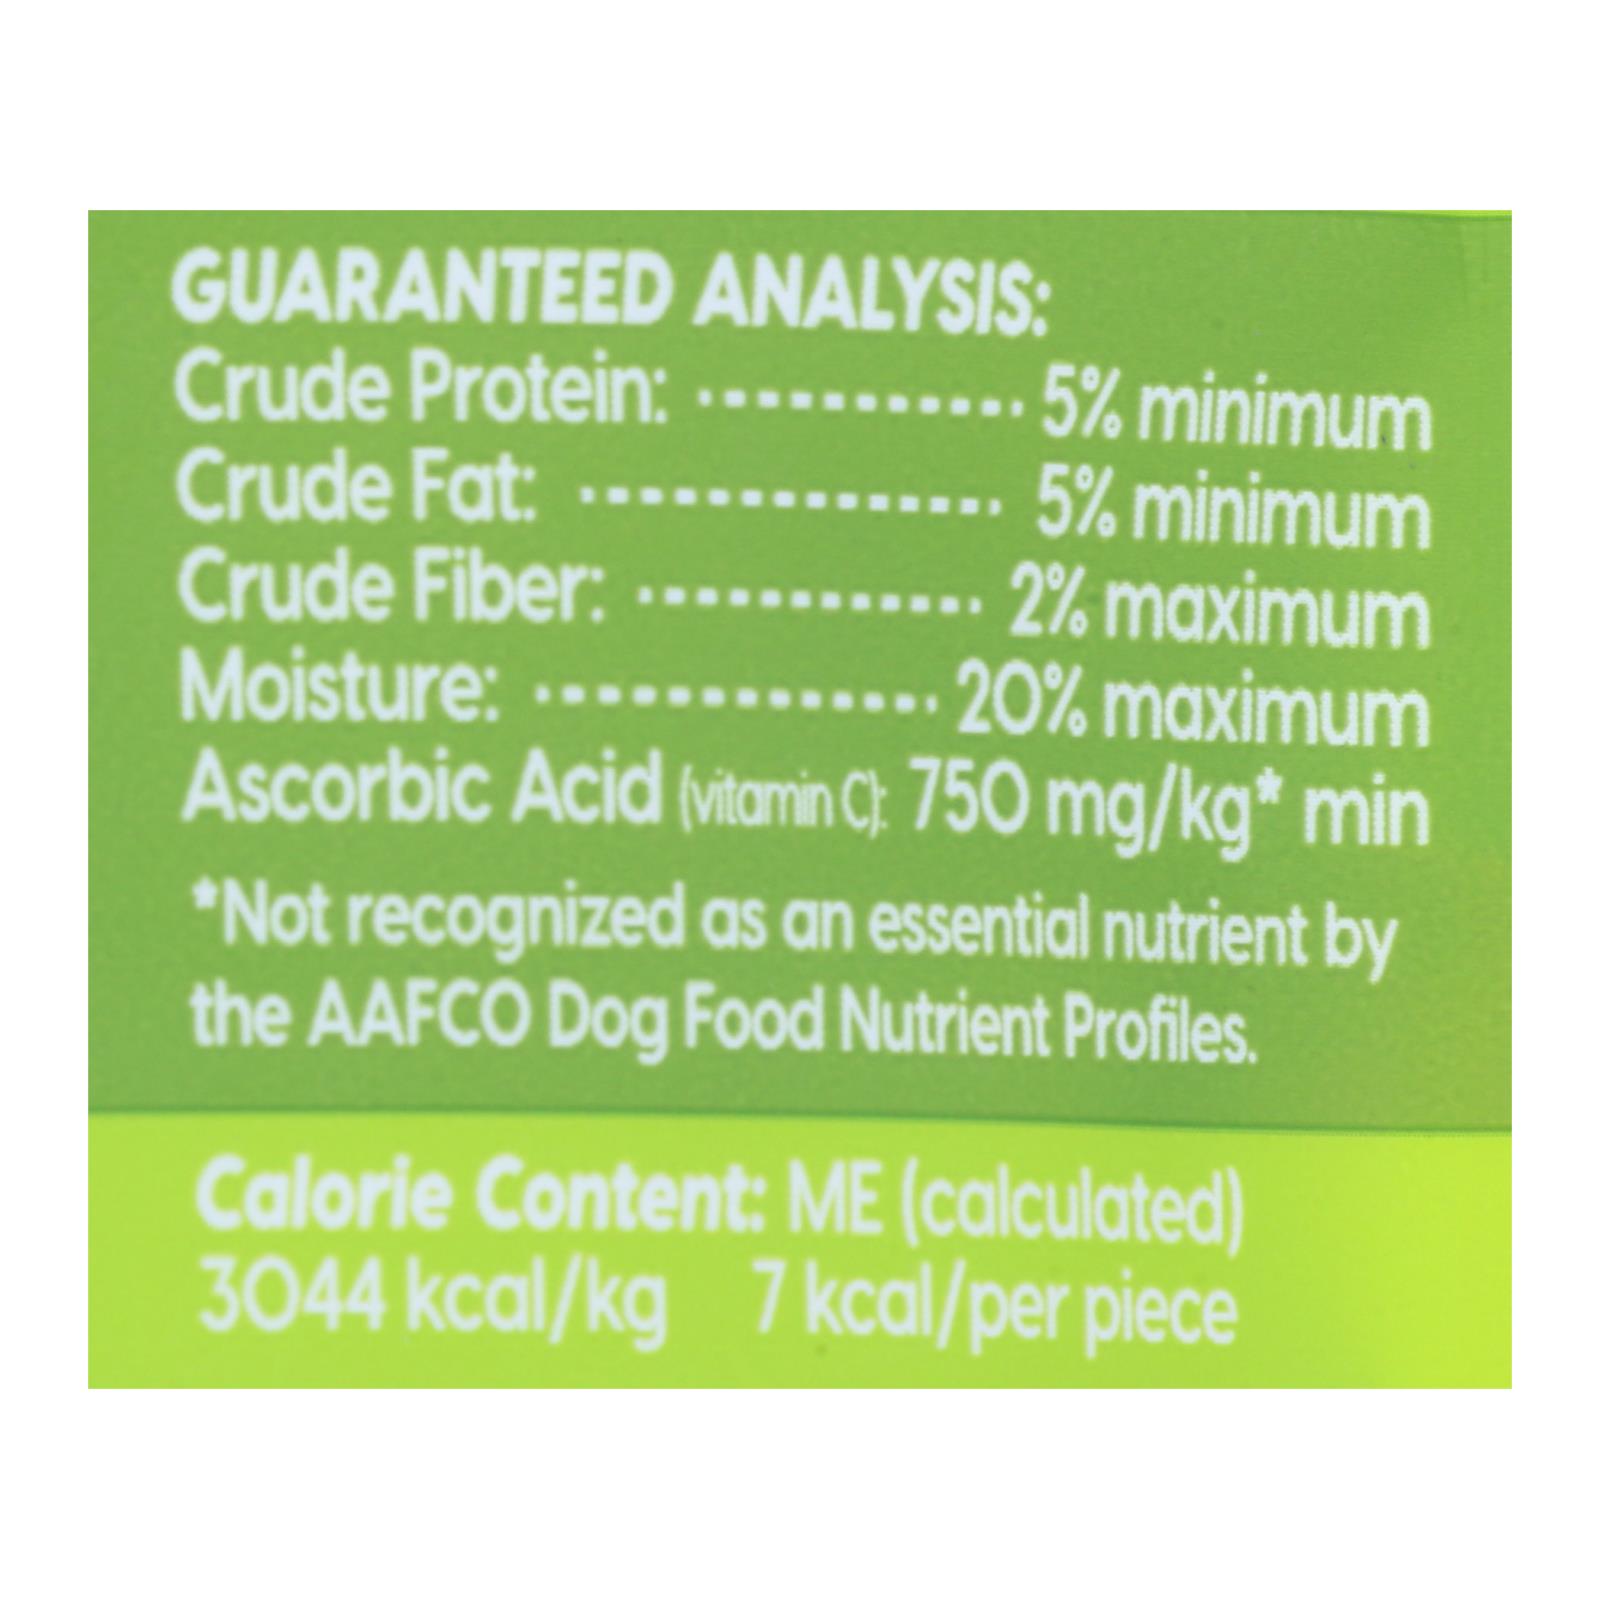 GUARANTEED ANALYSIS:
Crude Protein: ........... 5% minimum
Crude Fat: .............. 5% minimum
Crude Fiber: ............ 2% maximum
Moisture: .............. 20% maximum
Ascorbic Acid (vitamin C): 750 mg/kg* min
*Not recognized as an essential nutrient by
the AAFCO Dog Food Nutrient Profiles.
Calorie Content: ME (calculated)
3044 kcal/kg 7 kcal/per piece